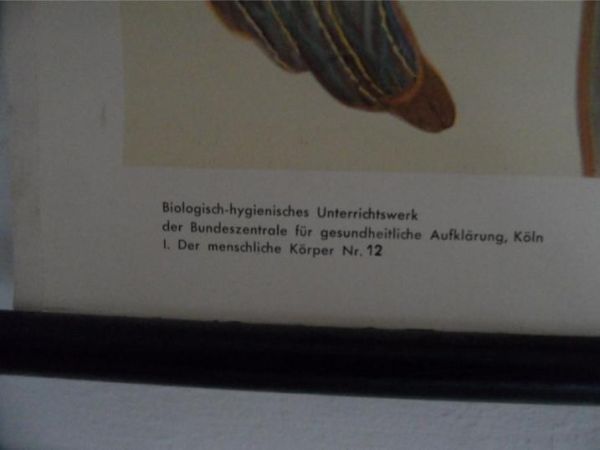 Biologisch-hygienisches Unterrichtswerk
der Bundeszentrale für gesundheitliche Aufklärung, Köln
I. Der menschliche Körper Nr. 12